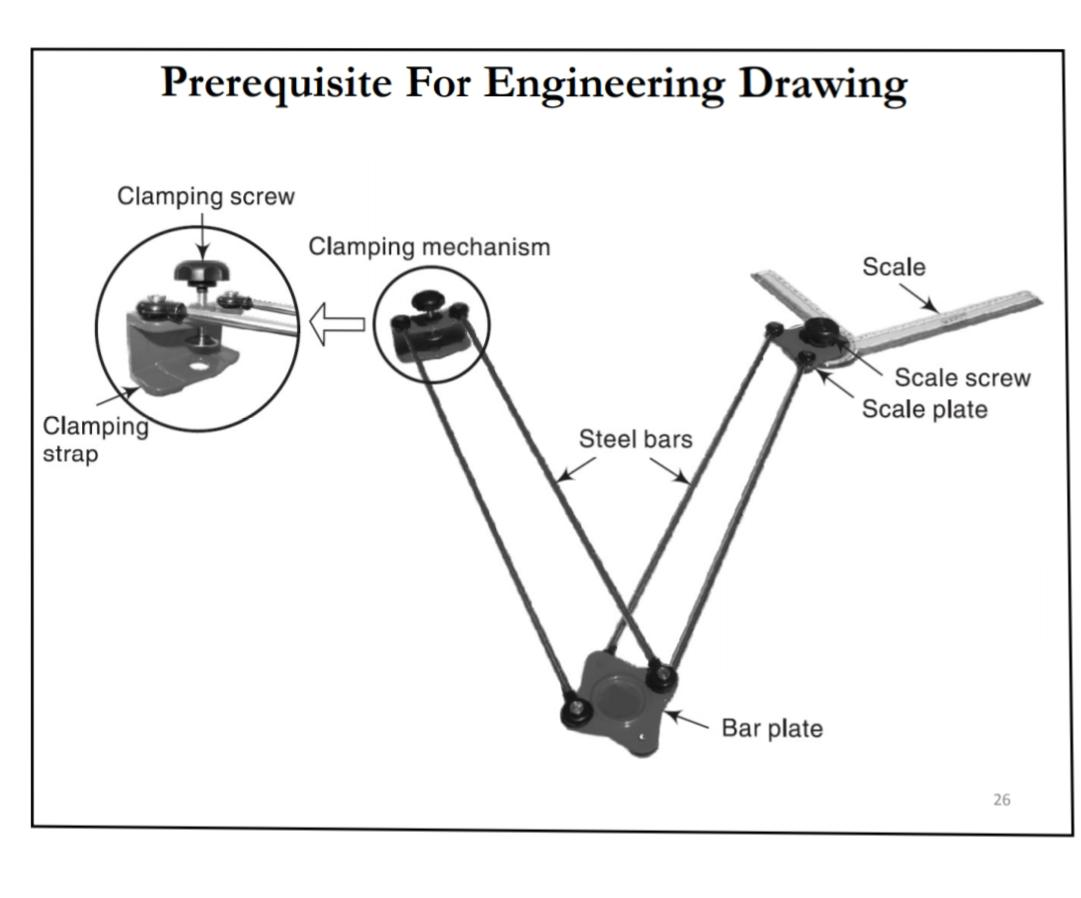 Prerequisite For Engineering Drawing
Clamping screw
Clamping mechanism
Scale
Scale screw
Scale plate
Clamping
strap
Steel bars
Bar plate
26